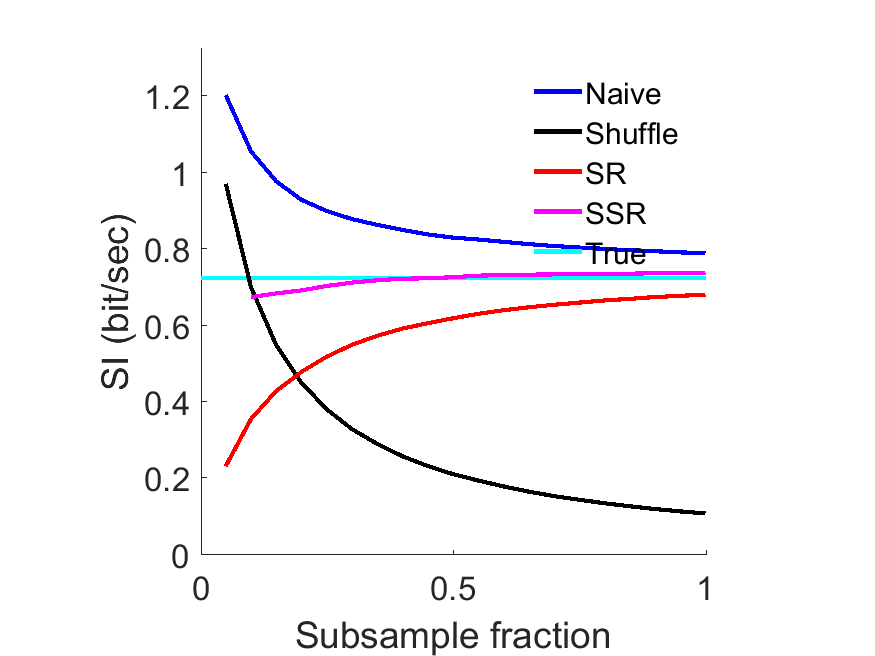 1.2
1
0.8
0.6
0.4
0.2
0
SI (bit/sec)
Naive
Shuffle
SR
SSR
True
0
0.5
1
Subsample fraction